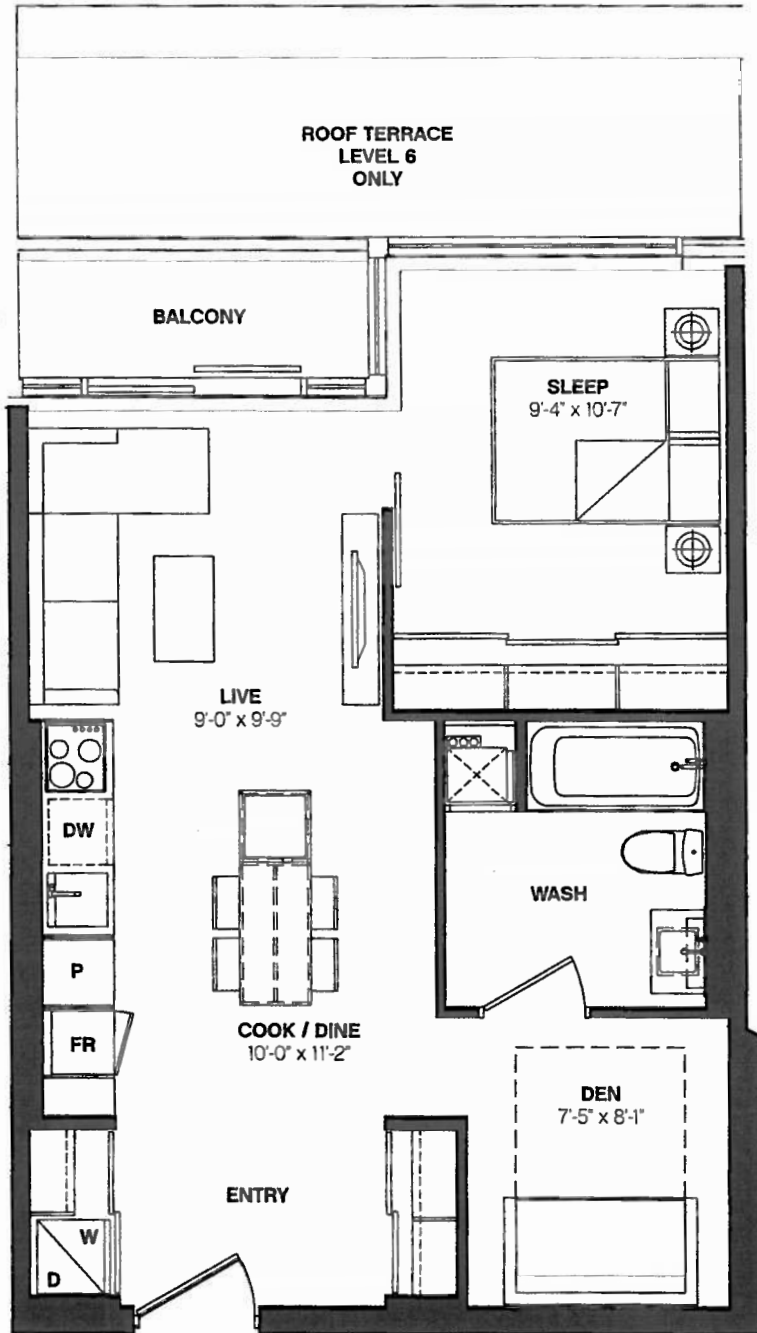 ROOF TERRACE
LEVEL 6
ONLY
BALCONY
SLEEP
9'-4" x 10'-7"
LIVE
9'-0" x 9'-9"
DW
WASH
P
FR
COOK / DINE
10'-0" x 11'-2"
DEN
7'-5" x 8'-1"
ENTRY
W
D